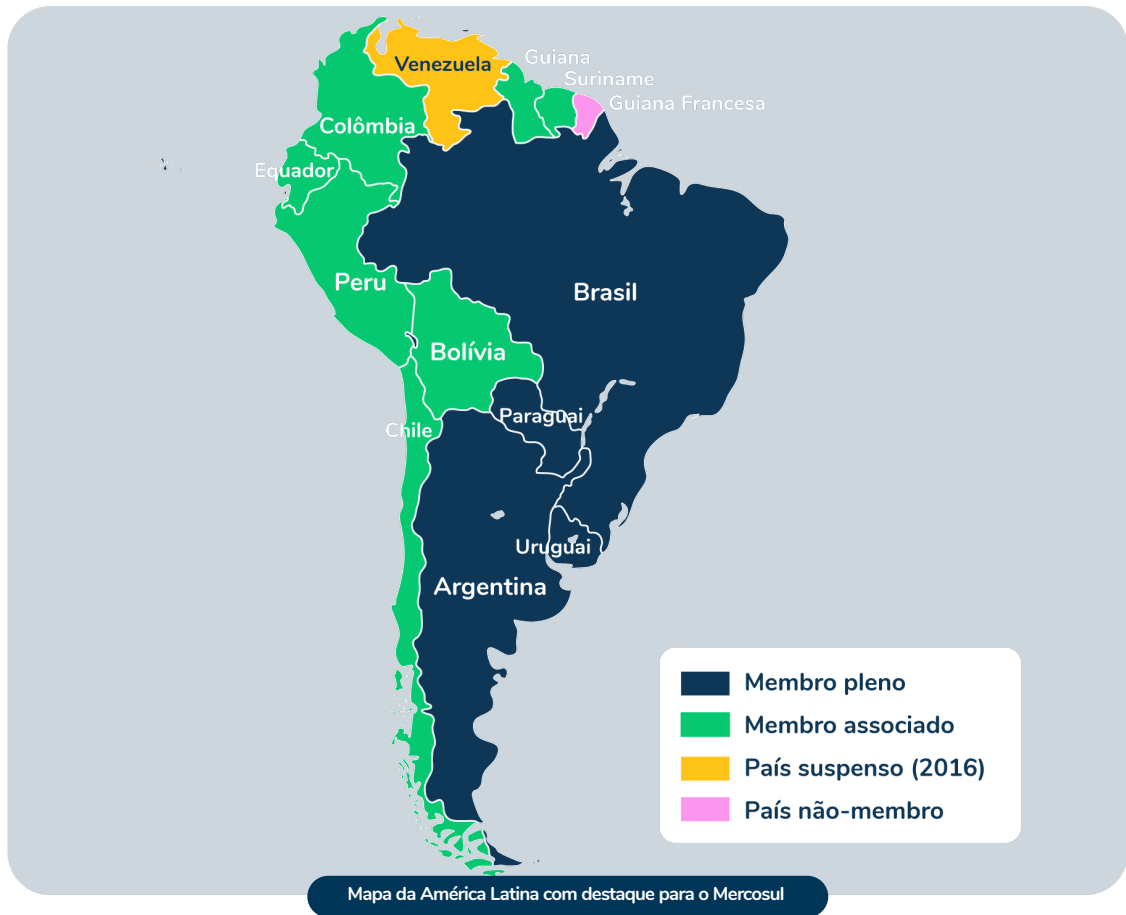 Venezuela
Guiana
Suriname
Guiana Francesa
Colômbia
Equador
Peru
Brasil
Bolívia
Paraguai
Chile
Uruguai
Argentina
Membro pleno
Membro associado
País suspenso (2016)
País não-membro
Mapa da América Latina com destaque para o Mercosul